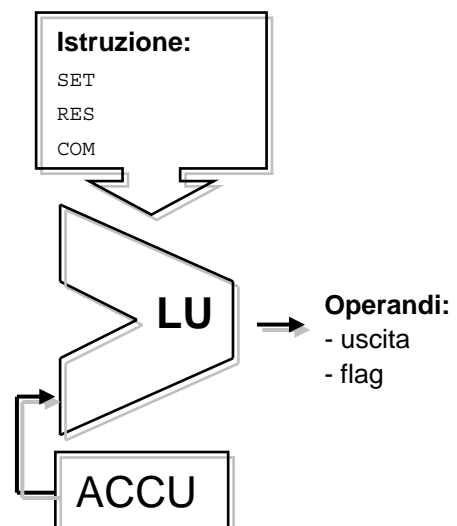 Istruzione:
SET
RES
COM
LU
Operandi:
- uscita
- flag
ACCU